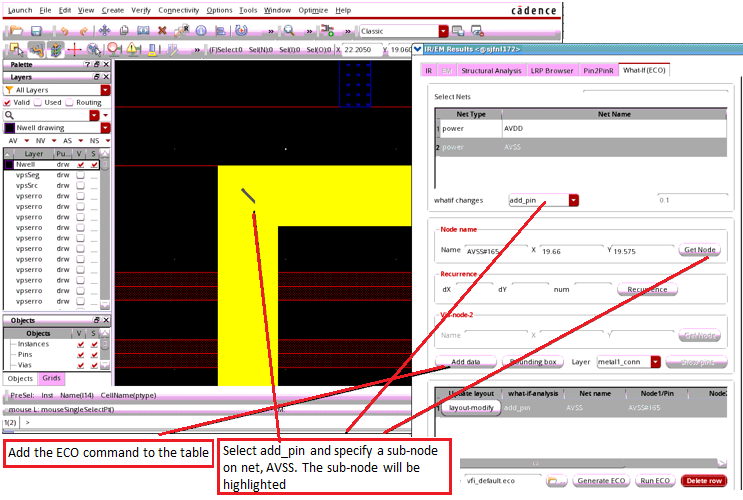 Launch File Edit View Create Verify Connectivity Options Tools Window Assura Optimize Help cādence
Classic
(F)Select:0 Sel(N):0 Sel(I):0 Sel(O):0 X 22.2050 Y 19.060
Palette
Layers
All Layers
Valid Used Routing
Nwell drawing
AV NV AS NS
Layer Pu... V S
Nwell drw
vpsSeg drw
vpsSrc drw
vpserro drw
vpserro drw
vpserro drw
vpserro drw
vpserro drw
vpserro drw
vpserro drw
vpserro drw
vpserro drw
vpserro drw
vpserro drw
Objects
Objects V S
Instances
Pins
Vias
Objects Grids
PreSel: Inst Name(I14) CellName(ptype)
mouse L: mouseSingleSelectPt() M:
1(2) >
IR/EM Results <@sjfnl172>
IR EM Structural Analysis LRP Browser Pin2PinR What-If (ECO)
Select Nets
Net Type Net Name
1 power AVDD
2 power AVSS
whatif changes add_pin 0.1
Node name
Name AVSS#165 X 19.66 Y 19.575 Get Node
Recurrence
dX dY num Recurrence
Via-node-2
Name X Y Get Node
Add data Bounding box Layer metal1_conn
Update layout what-if-analysis Net name Node1/Pin Node2
1 layout-modify add_pin AVSS AVSS#165
vfi_default.eco Generate ECO Run ECO Delete row
Add the ECO command to the table
Select add_pin and specify a sub-node
on net, AVSS. The sub-node will be
highlighted